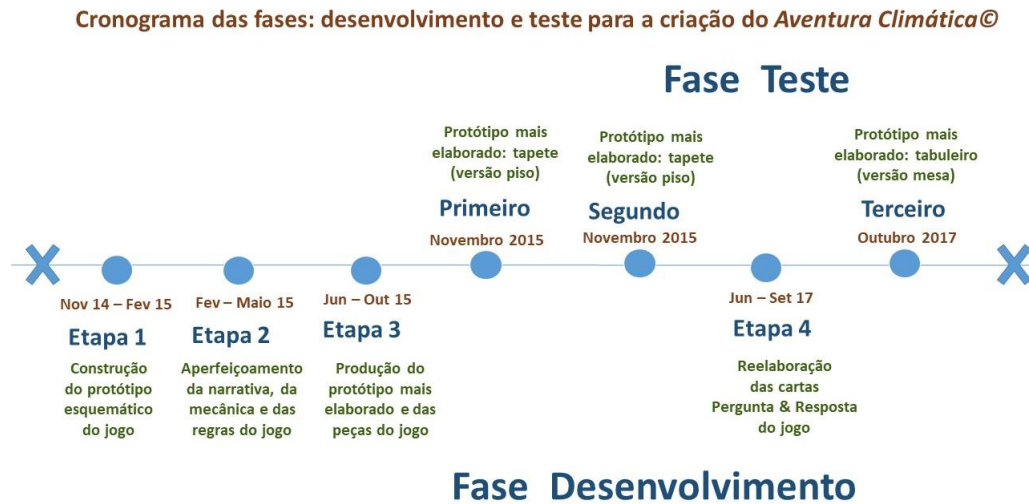 Cronograma das fases: desenvolvimento e teste para a criação do Aventura Climática©
Fase Teste
Protótipo mais
elaborado: tapete
(versão piso)
Primeiro
Novembro 2015
Protótipo mais
elaborado: tapete
(versão piso)
Segundo
Novembro 2015
Protótipo mais
elaborado: tabuleiro
(versão mesa)
Terceiro
Outubro 2017
Nov 14 – Fev 15
Etapa 1
Construção
do protótipo
esquemático
do jogo
Fev – Maio 15
Etapa 2
Aperfeiçoamento
da narrativa, da
mecânica e das
regras do jogo
Jun – Out 15
Etapa 3
Produção do
protótipo mais
elaborado e das
peças do jogo
Jun – Set 17
Etapa 4
Reelaboração
das cartas
Pergunta & Resposta
do jogo
Fase Desenvolvimento